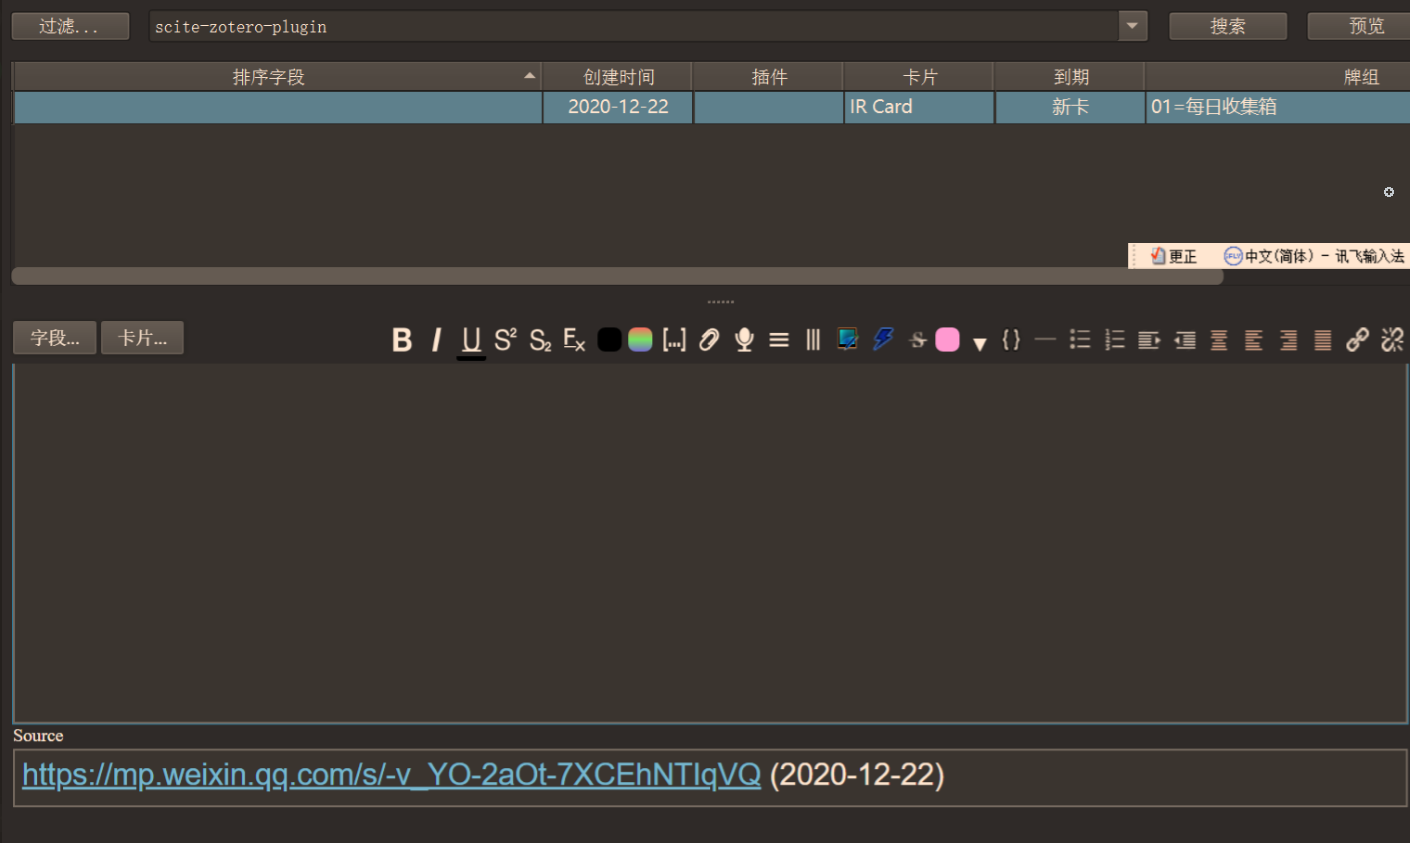 过滤... scite-zotero-plugin 搜索 预览
排序字段 创建时间 插件 卡片 到期 牌组
2020-12-22 IR Card 新卡 01=每日收集箱
更正 中文(简体) - 讯飞输入法
字段... 卡片... B I U S² S₂ Ex [...] S {}
Source
https://mp.weixin.qq.com/s/-v_YO-2aOt-7XCEhNTIqVQ (2020-12-22)